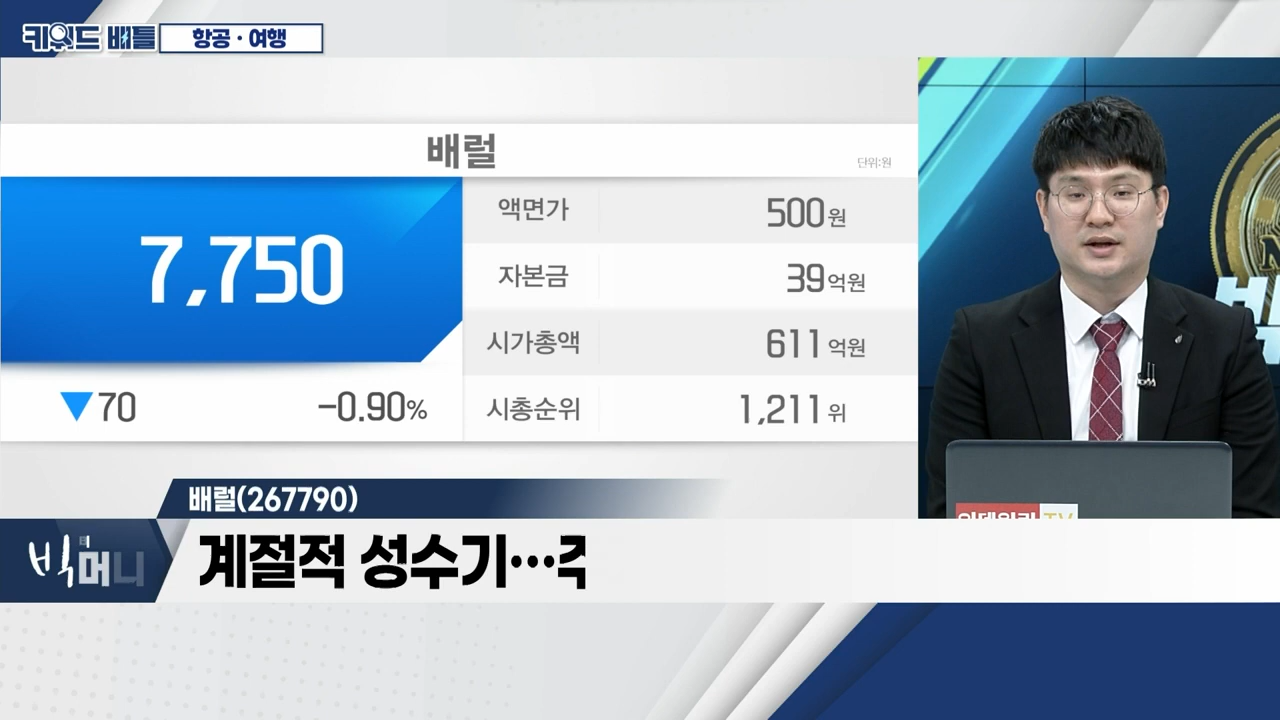 키워드 배틀
항공·여행
배럴
단위:원
7,750
액면가 500원
자본금 39억원
시가총액 611억원
▼70 -0.90%
시총순위 1,211위
배럴(267790)
빅머니
계절적 성수기…